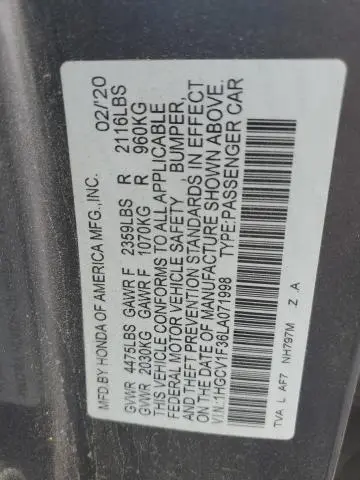 MFD.BY HONDA OF AMERICA MFG.,INC. 02/'20
GVWR 4475LBS GAWR F 2359LBS R 2116LBS
GVWR 2030KG GAWR F 1070KG R 960KG
THIS VEHICLE CONFORMS TO ALL APPLICABLE
FEDERAL MOTOR VEHICLE SAFETY, BUMPER,
AND THEFT PREVENTION STANDARDS IN EFFECT
ON THE DATE OF MANUFACTURE SHOWN ABOVE.
V.I.N:1HGCV1F36LA071998 TYPE:PASSENGER CAR
TVA L AF7 NH797M Z .A